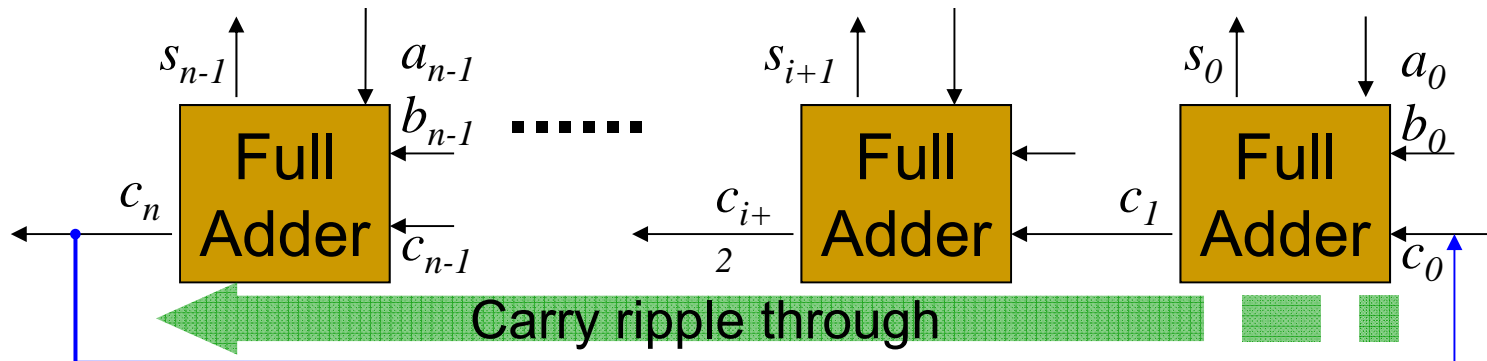 s_{n-1} a_{n-1} s_{i+1} s_0 a_0
b_{n-1} b_0
Full Adder
Full Adder
Full Adder
c_n c_{n-1} c_{i+2} c_1 c_0
Carry ripple through